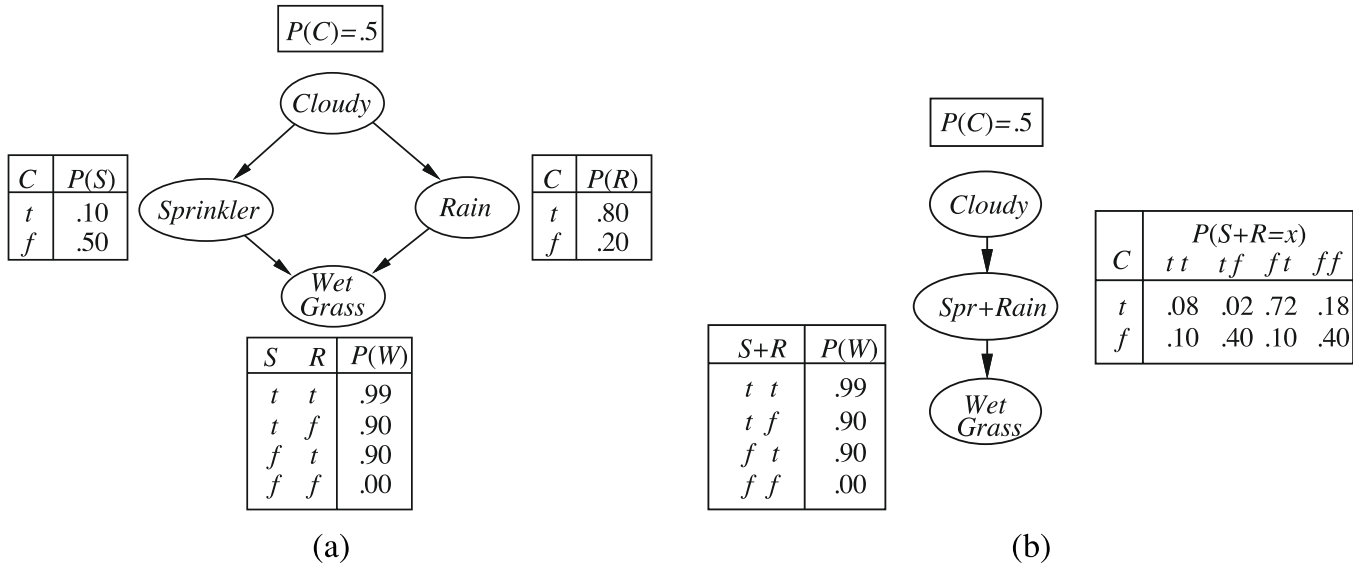 P(C)=.5
Cloudy
C P(S)
t .10
f .50
Sprinkler
Rain
C P(R)
t .80
f .20
Wet
Grass
S R P(W)
t t .99
t f .90
f t .90
f f .00
(a)
P(C)=.5
Cloudy
P(S+R=x)
C t t t f f t f f
t .08 .02 .72 .18
f .10 .40 .10 .40
Spr+Rain
S+R P(W)
t t .99
t f .90
f t .90
f f .00
Wet
Grass
(b)